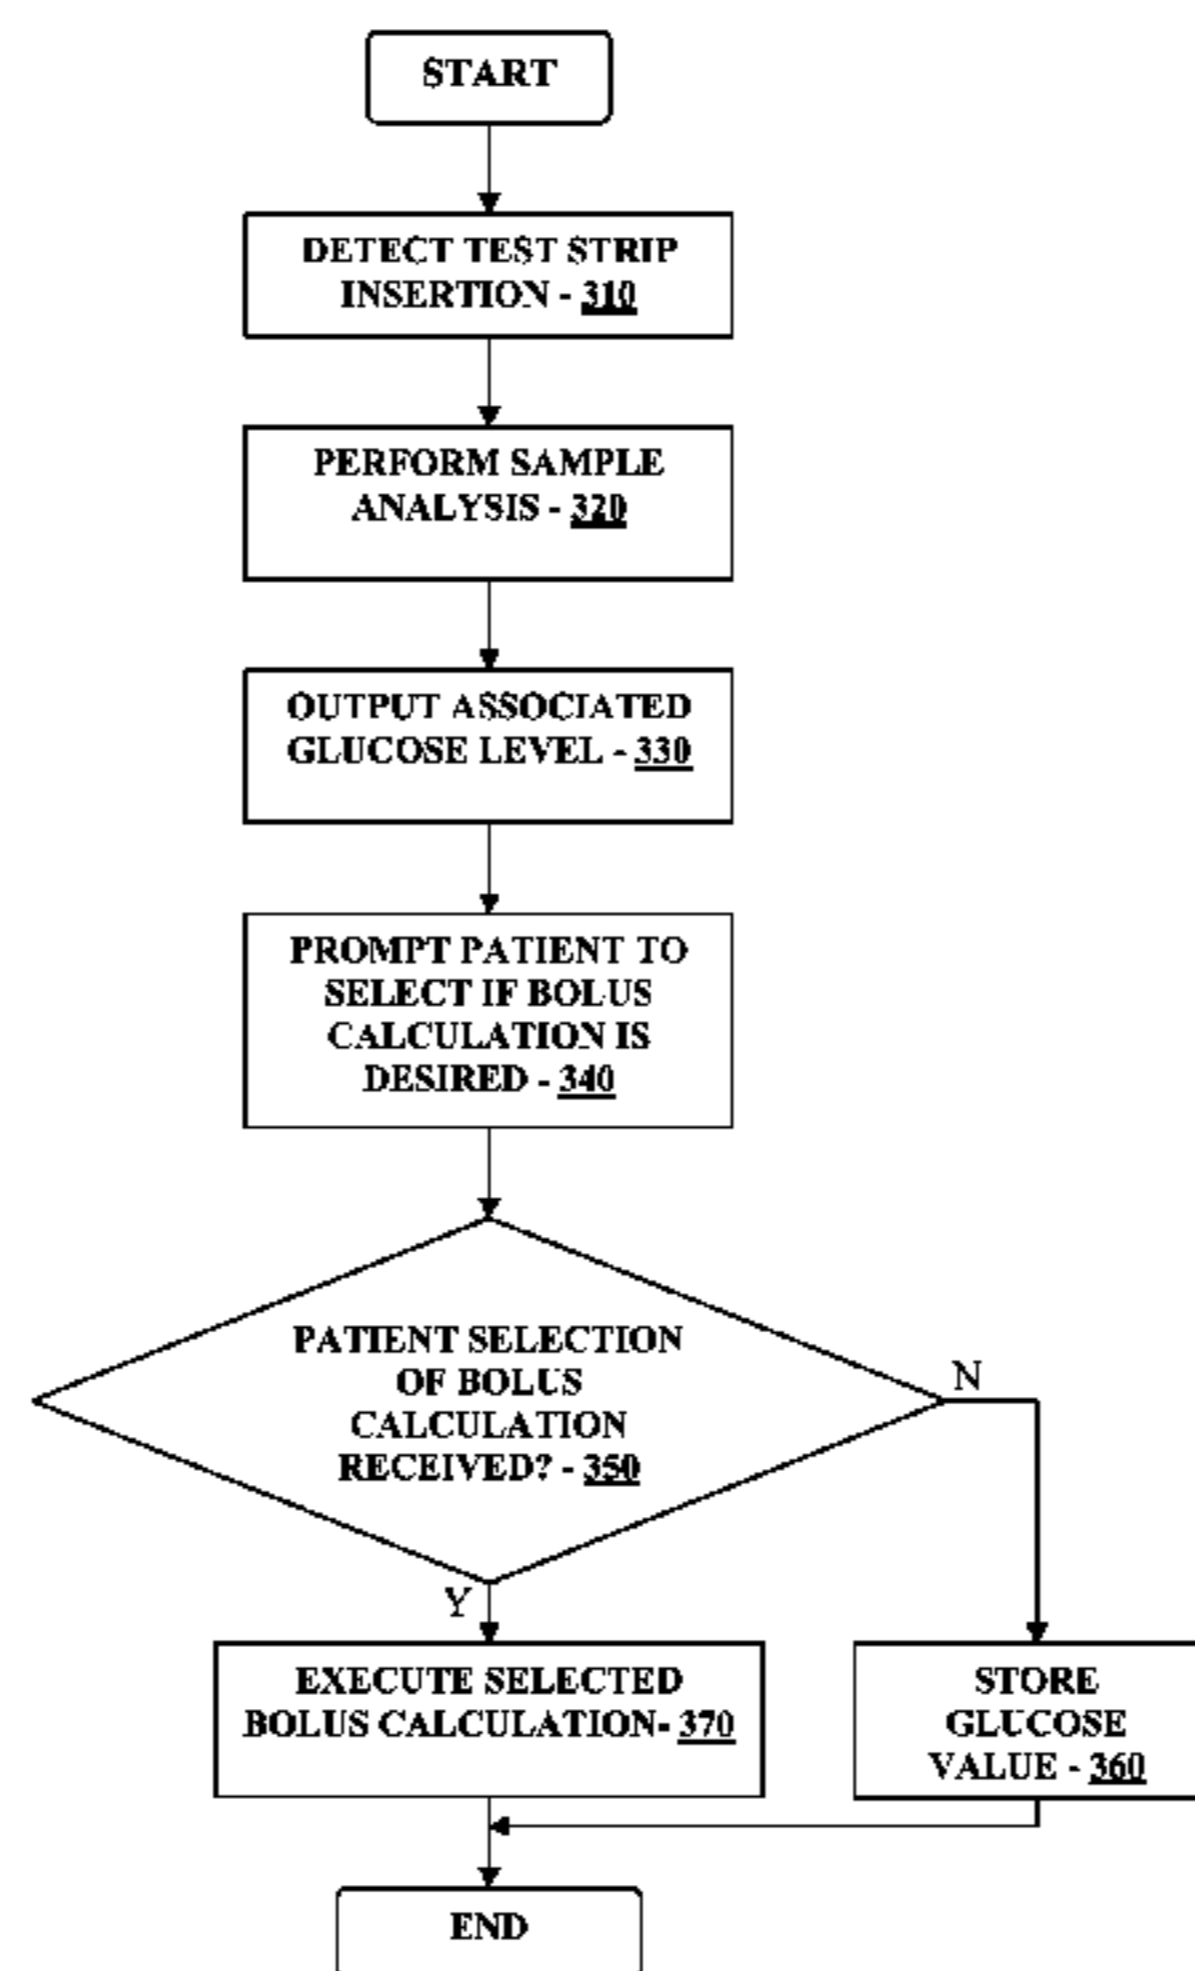 START
DETECT TEST STRIP
INSERTION - 310
PERFORM SAMPLE
ANALYSIS - 320
OUTPUT ASSOCIATED
GLUCOSE LEVEL - 330
PROMPT PATIENT TO
SELECT IF BOLUS
CALCULATION IS
DESIRED - 340
PATIENT SELECTION
OF BOLUS
CALCULATION
RECEIVED? - 350
N
Y
EXECUTE SELECTED
BOLUS CALCULATION- 370
STORE
GLUCOSE
VALUE - 360
END